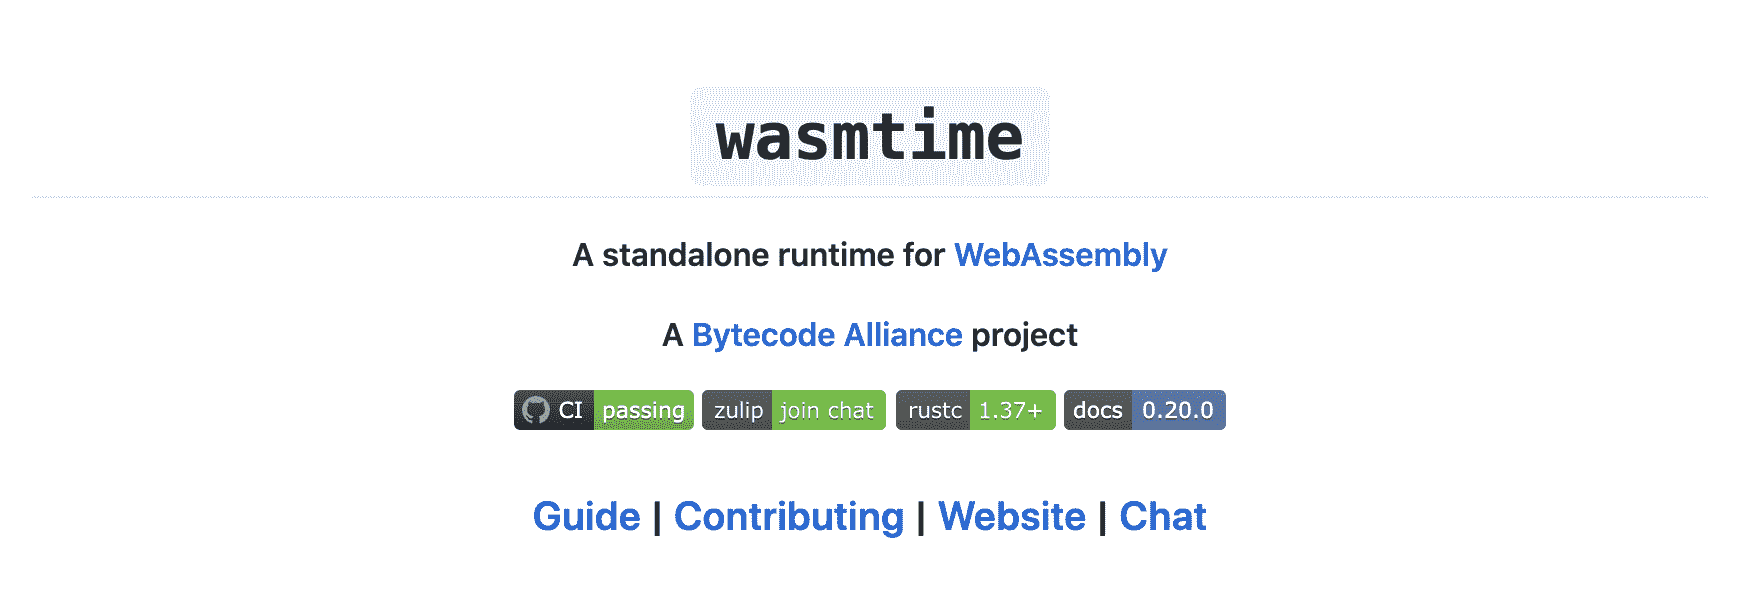 wasmtime
A standalone runtime for WebAssembly
A Bytecode Alliance project
CI passing zulip join chat rustc 1.37+ docs 0.20.0
Guide | Contributing | Website | Chat